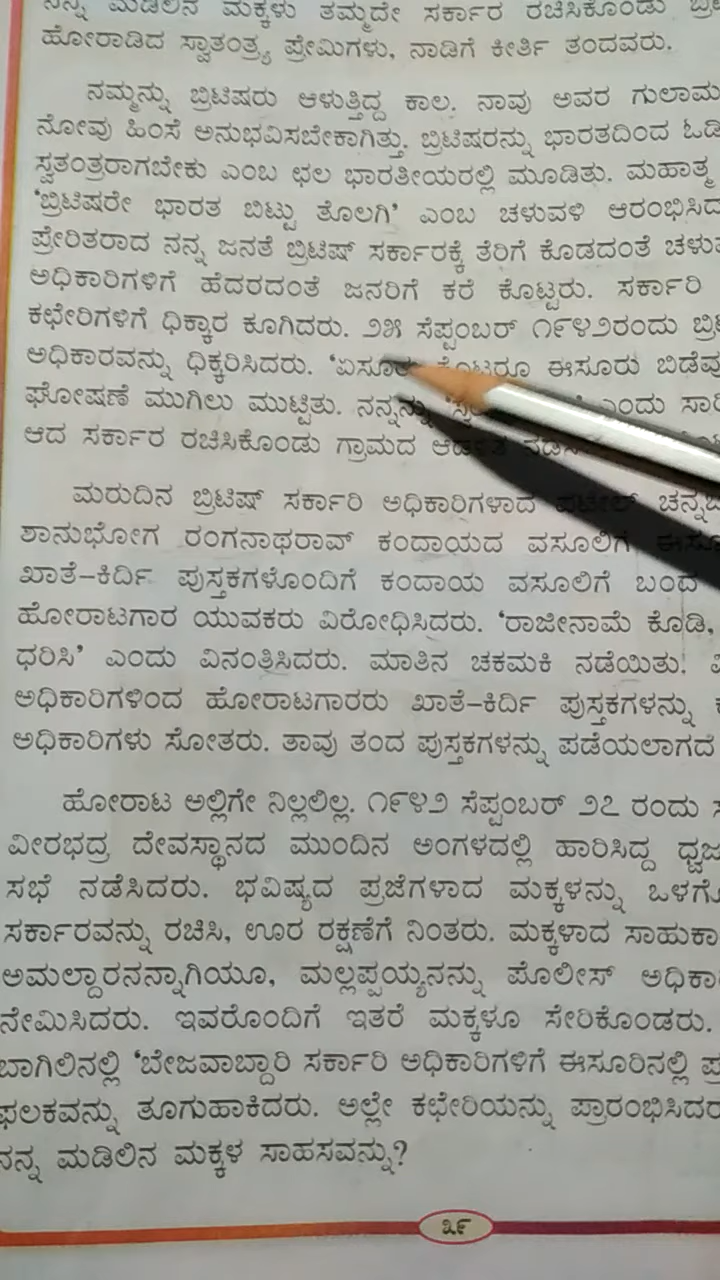 ನನ್ನ ಮಡಿಲಿನ ಮಕ್ಕಳು ತಮ್ಮದೇ ಸರ್ಕಾರ ರಚಿಸಿಕೊಂಡು
ಹೋರಾಡಿದ ಸ್ವಾತಂತ್ರ್ಯ ಪ್ರೇಮಿಗಳು, ನಾಡಿಗೆ ಕೀರ್ತಿ ತಂದವರು.
ನಮ್ಮನ್ನು ಬ್ರಿಟಿಷರು ಆಳುತ್ತಿದ್ದ ಕಾಲ. ನಾವು ಅವರ ಗುಲಾಮ
ನೋವು ಹಿಂಸೆ ಅನುಭವಿಸಬೇಕಾಗಿತ್ತು. ಬ್ರಿಟಿಷರನ್ನು ಭಾರತದಿಂದ ಓಡಿ
ಸ್ವತಂತ್ರರಾಗಬೇಕು ಎಂಬ ಛಲ ಭಾರತೀಯರಲ್ಲಿ ಮೂಡಿತು. ಮಹಾತ್ಮ
‘ಬ್ರಿಟಿಷರೇ ಭಾರತ ಬಿಟ್ಟು ತೊಲಗಿ’ ಎಂಬ ಚಳುವಳಿ ಆರಂಭಿಸಿದ
ಪ್ರೇರಿತರಾದ ನನ್ನ ಜನತೆ ಬ್ರಿಟಿಷ್ ಸರ್ಕಾರಕ್ಕೆ ತೆರಿಗೆ ಕೊಡದಂತೆ
ಅಧಿಕಾರಿಗಳಿಗೆ ಹೆದರದಂತೆ ಜನರಿಗೆ ಕರೆ ಕೊಟ್ಟರು. ಸರ್ಕಾರಿ
ಕಛೇರಿಗಳಿಗೆ ಧಿಕ್ಕಾರ ಕೂಗಿದರು. ೨೫ ಸೆಪ್ಟಂಬರ್ ೧೯೪೨ರಂದು ಬ್ರಿಟಿ
ಅಧಿಕಾರವನ್ನು ಧಿಕ್ಕರಿಸಿದರು. ‘ಏಸೂರು ಕೊಟ್ಟರೂ ಈಸೂರು ಬಿಡೆವು
ಘೋಷಣೆ ಮುಗಿಲು ಮುಟ್ಟಿತು. ನನ್ನನ್ನು ಎಂದು ಸಾರಿ
ಆದ ಸರ್ಕಾರ ರಚಿಸಿಕೊಂಡು ಗ್ರಾಮದ ಆಡಳಿತ
ಮರುದಿನ ಬ್ರಿಟಿಷ್ ಸರ್ಕಾರಿ ಅಧಿಕಾರಿಗಳಾದ ಪಟೇಲ್ ಚನ್ನಬ
ಶಾನುಭೋಗ ರಂಗನಾಥರಾವ್ ಕಂದಾಯದ ವಸೂಲಿಗೆ ಈಸೂ
ಖಾತೆ-ಕಿರ್ದಿ ಪುಸ್ತಕಗಳೊಂದಿಗೆ ಕಂದಾಯ ವಸೂಲಿಗೆ ಬಂದ
ಹೋರಾಟಗಾರ ಯುವಕರು ವಿರೋಧಿಸಿದರು. ‘ರಾಜೀನಾಮೆ ಕೊಡಿ,
ಧರಿಸಿ’ ಎಂದು ವಿನಂತ್ರಿಸಿದರು. ಮಾತಿನ ಚಕಮಕಿ ನಡೆಯಿತು!
ಅಧಿಕಾರಿಗಳಿಂದ ಹೋರಾಟಗಾರರು ಖಾತೆ-ಕಿರ್ದಿ ಪುಸ್ತಕಗಳನ್ನು
ಅಧಿಕಾರಿಗಳು ಸೋತರು. ತಾವು ತಂದ ಪುಸ್ತಕಗಳನ್ನು ಪಡೆಯಲಾಗದೆ
ಹೋರಾಟ ಅಲ್ಲಿಗೇ ನಿಲ್ಲಲಿಲ್ಲ. ೧೯೪೨ ಸೆಪ್ಟಂಬರ್ ೨೭ ರಂದು
ವೀರಭದ್ರ ದೇವಸ್ಥಾನದ ಮುಂದಿನ ಅಂಗಳದಲ್ಲಿ ಹಾರಿಸಿದ್ದ ಧ್ವಜ
ಸಭೆ ನಡೆಸಿದರು. ಭವಿಷ್ಯದ ಪ್ರಜೆಗಳಾದ ಮಕ್ಕಳನ್ನು ಒಳಗೊ
ಸರ್ಕಾರವನ್ನು ರಚಿಸಿ, ಊರ ರಕ್ಷಣೆಗೆ ನಿಂತರು. ಮಕ್ಕಳಾದ ಸಾಹುಕಾ
ಅಮಲ್ದಾರನನ್ನಾಗಿಯೂ, ಮಲ್ಲಪ್ಪಯ್ಯನನ್ನು ಪೊಲೀಸ್ ಅಧಿಕಾ
ನೇಮಿಸಿದರು. ಇವರೊಂದಿಗೆ ಇತರೆ ಮಕ್ಕಳೂ ಸೇರಿಕೊಂಡರು.
ಬಾಗಿಲಿನಲ್ಲಿ ‘ಬೇಜವಾಬ್ದಾರಿ ಸರ್ಕಾರಿ ಅಧಿಕಾರಿಗಳಿಗೆ ಈಸೂರಿನಲ್ಲಿ ಪ್ರ
ಫಲಕವನ್ನು ತೂಗುಹಾಕಿದರು. ಅಲ್ಲೇ ಕಛೇರಿಯನ್ನು ಪ್ರಾರಂಭಿಸಿದರು
ನನ್ನ ಮಡಿಲಿನ ಮಕ್ಕಳ ಸಾಹಸವನ್ನು?
೩೯